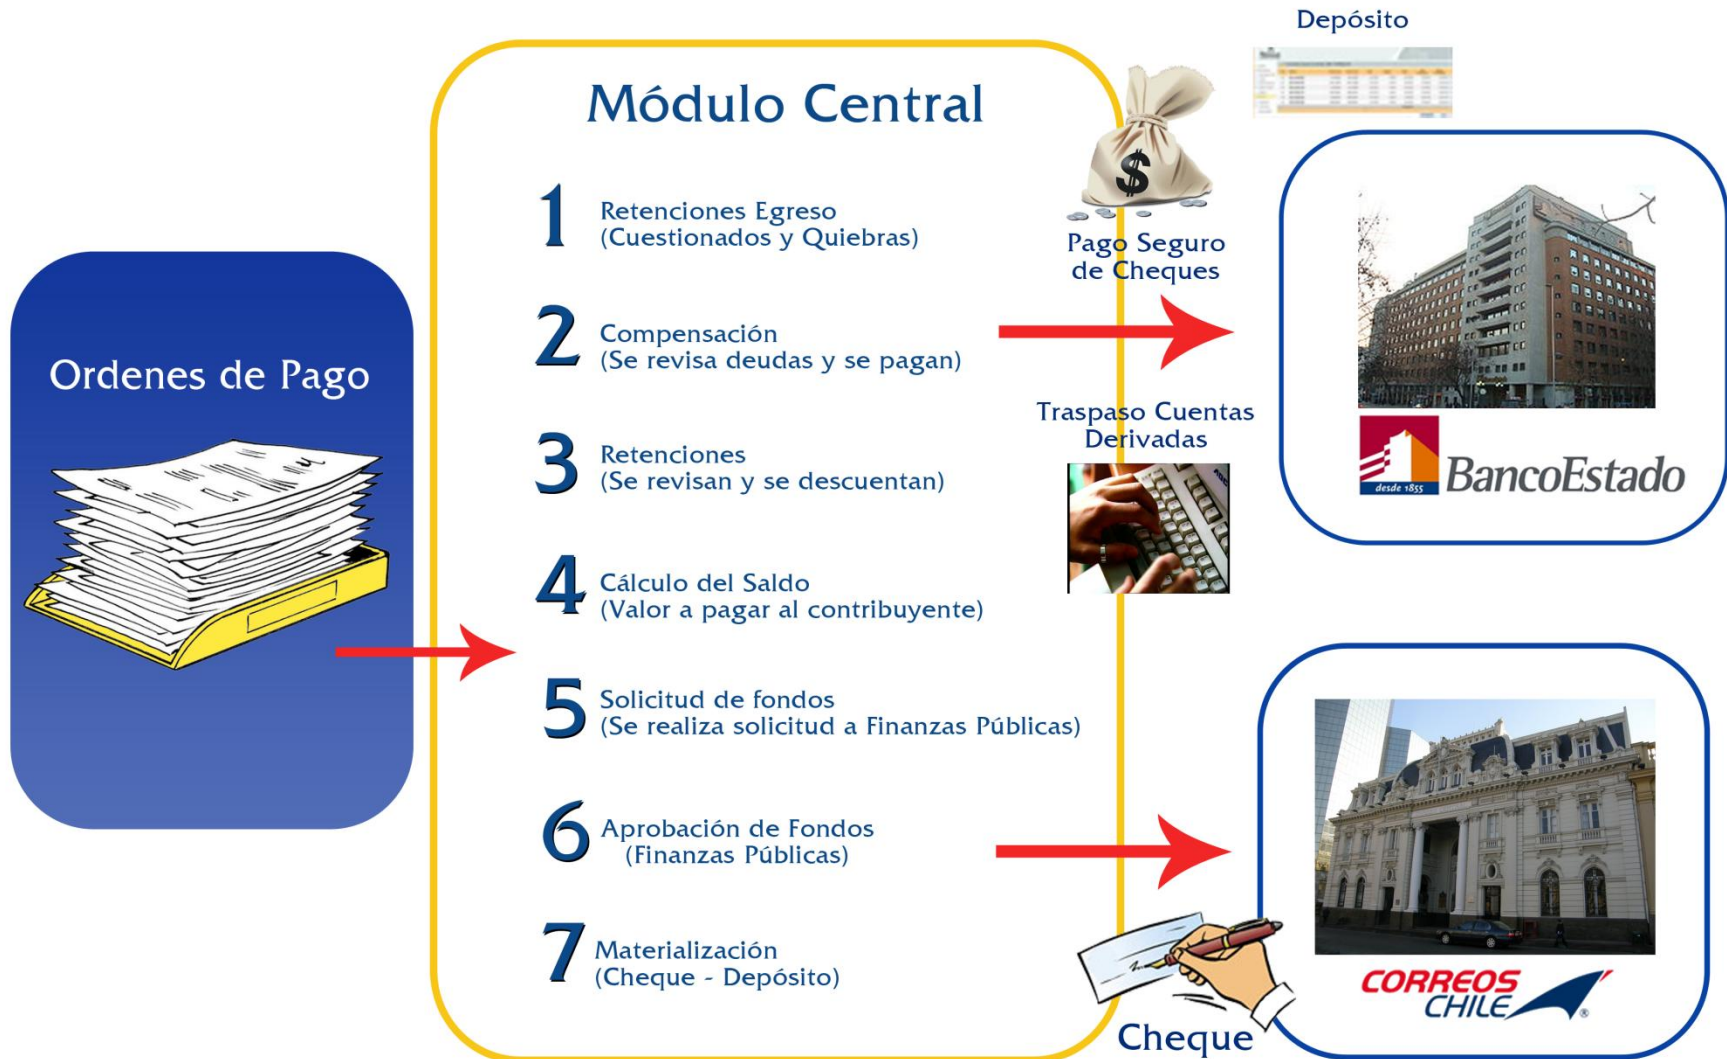 Ordenes de Pago
Módulo Central
1
Retenciones Egreso
(Cuestionados y Quiebras)
2
Compensación
(Se revisa deudas y se pagan)
3
Retenciones
(Se revisan y se descuentan)
4
Cálculo del Saldo
(Valor a pagar al contribuyente)
5
Solicitud de fondos
(Se realiza solicitud a Finanzas Públicas)
6
Aprobación de Fondos
(Finanzas Públicas)
7
Materialización
(Cheque - Depósito)
Depósito
$
Pago Seguro
de Cheques
Traspaso Cuentas
Derivadas
desde 1855
BancoEstado
Cheque
CORREOS
CHILE ®